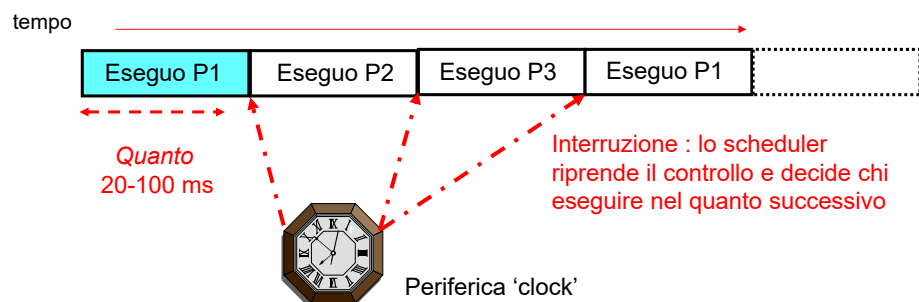 tempo
Eseguo P1 Eseguo P2 Eseguo P3 Eseguo P1
Quanto
20-100 ms
Interruzione : lo scheduler
riprende il controllo e decide chi
eseguire nel quanto successivo
Periferica ‘clock’